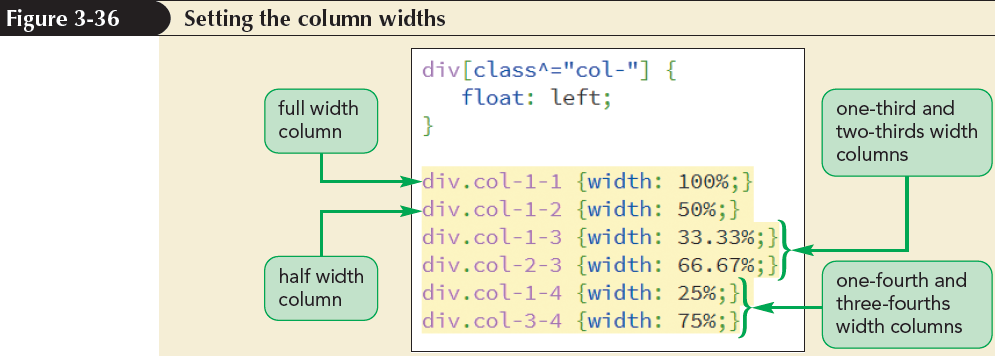 Figure 3-36
Setting the column widths
div[class^="col-"] {
float: left;
}
full width
column
one-third and
two-thirds width
columns
div.col-1-1 {width: 100%;}
div.col-1-2 {width: 50%;}
div.col-1-3 {width: 33.33%;}
div.col-2-3 {width: 66.67%;}
div.col-1-4 {width: 25%;}
div.col-3-4 {width: 75%;}
half width
column
one-fourth and
three-fourths
width columns